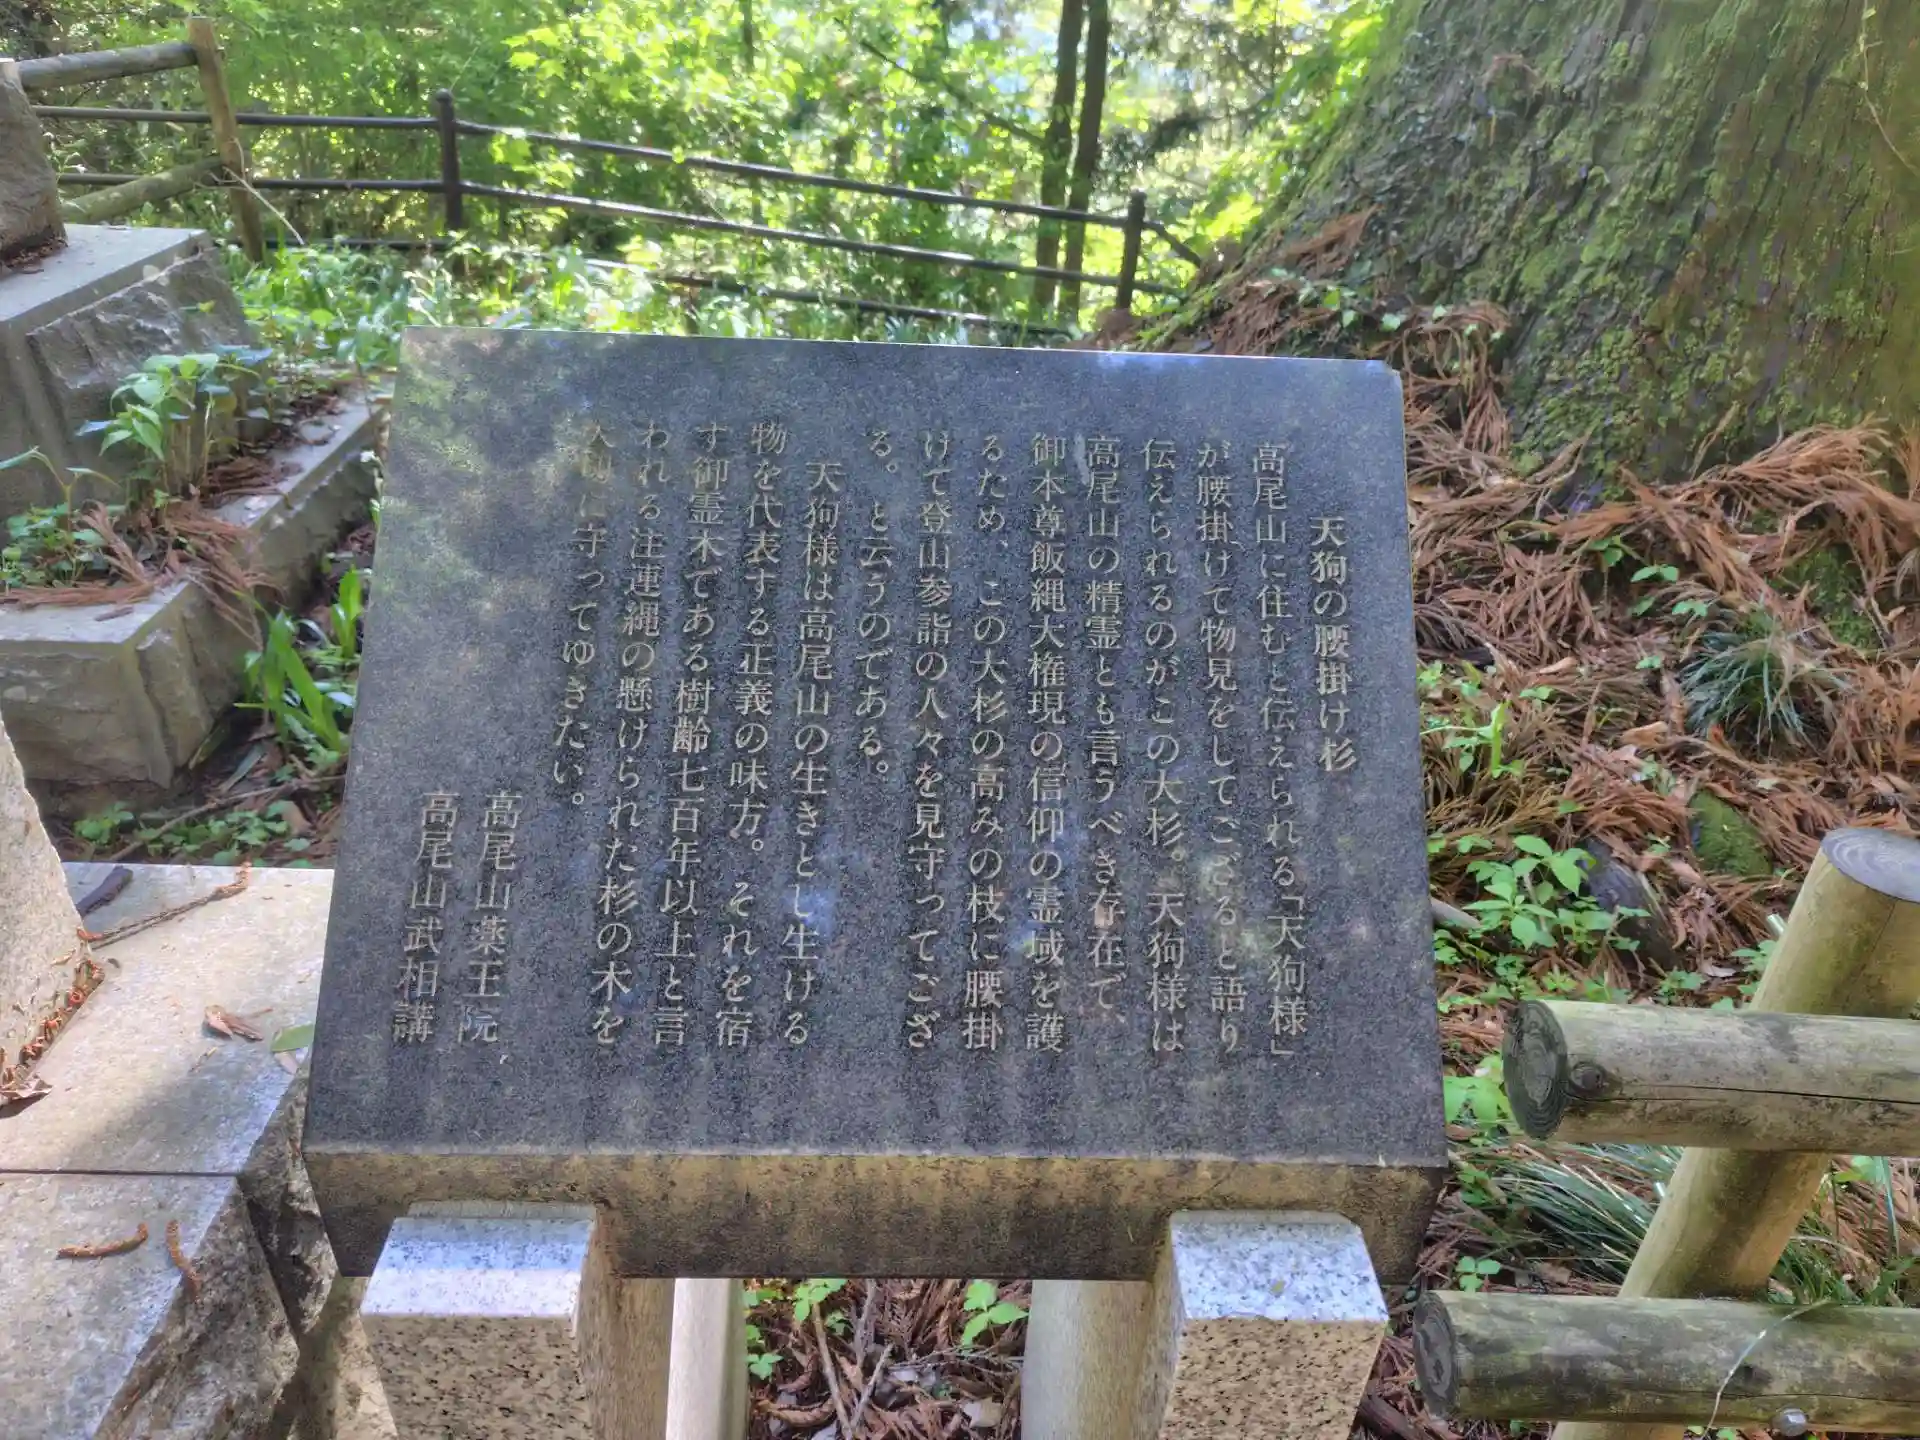 天狗の腰掛け杉
高尾山に住むと伝えられる「天狗様」
が腰掛けて物見をしてござると語り
伝えられるのがこの大杉。天狗様は
高尾山の精霊とも言うべき存在で、
御本尊飯縄大権現の信仰の霊域を護
るため、この大杉の高みの枝に腰掛
けて登山参詣の人々を見守ってござ
る。と云うのである。
天狗様は高尾山の生きとし生ける
物を代表する正義の味方。それを宿
す御霊木である樹齢七百年以上と言
われる注連縄の懸けられた杉の木を
大切に守ってゆきたい。
高尾山薬王院
高尾山武相講